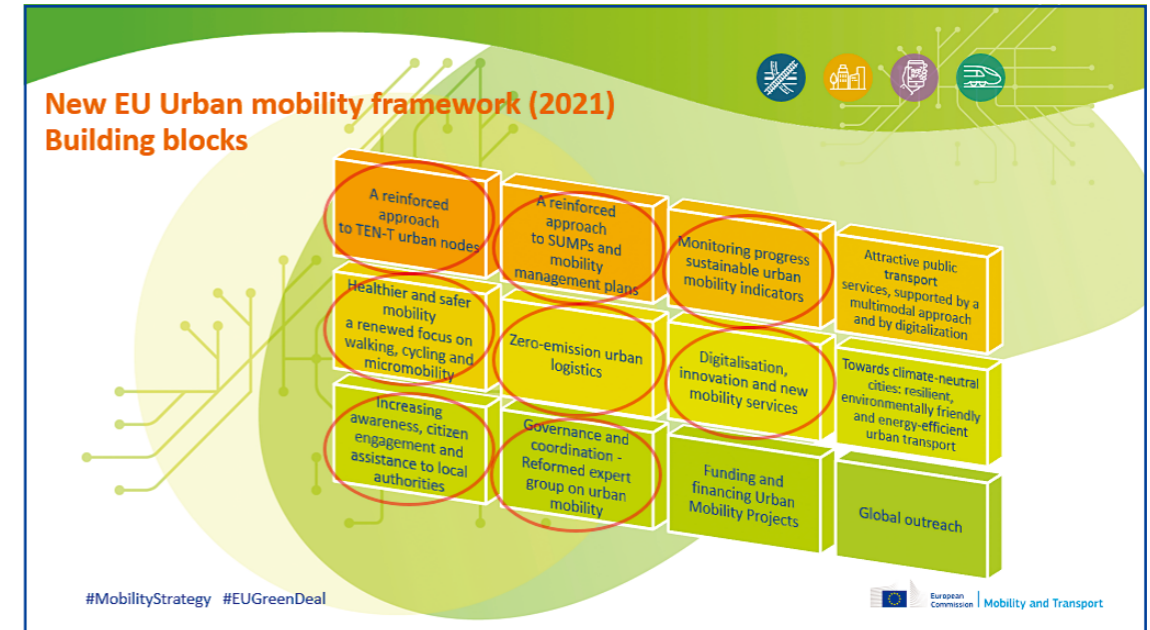 New EU Urban mobility framework (2021)
Building blocks
A reinforced
approach
to TEN-T urban nodes
A reinforced
approach
to SUMPs and
mobility
management plans
Monitoring progress
sustainable urban
mobility indicators
Attractive public
transport
services, supported by a
multimodal approach
and by digitalization
Healthier and safer
mobility
a renewed focus on
walking, cycling and
micromobility
Zero-emission urban
logistics
Digitalisation,
innovation and new
mobility services
Towards climate-neutral
cities: resilient,
environmentally friendly
and energy-efficient
urban transport
Increasing
awareness, citizen
engagement and
assistance to local
authorities
Governance and
coordination -
Reformed expert
group on urban
mobility
Funding and
financing Urban
Mobility Projects
Global outreach
#MobilityStrategy #EUGreenDeal
European
Commission
Mobility and Transport